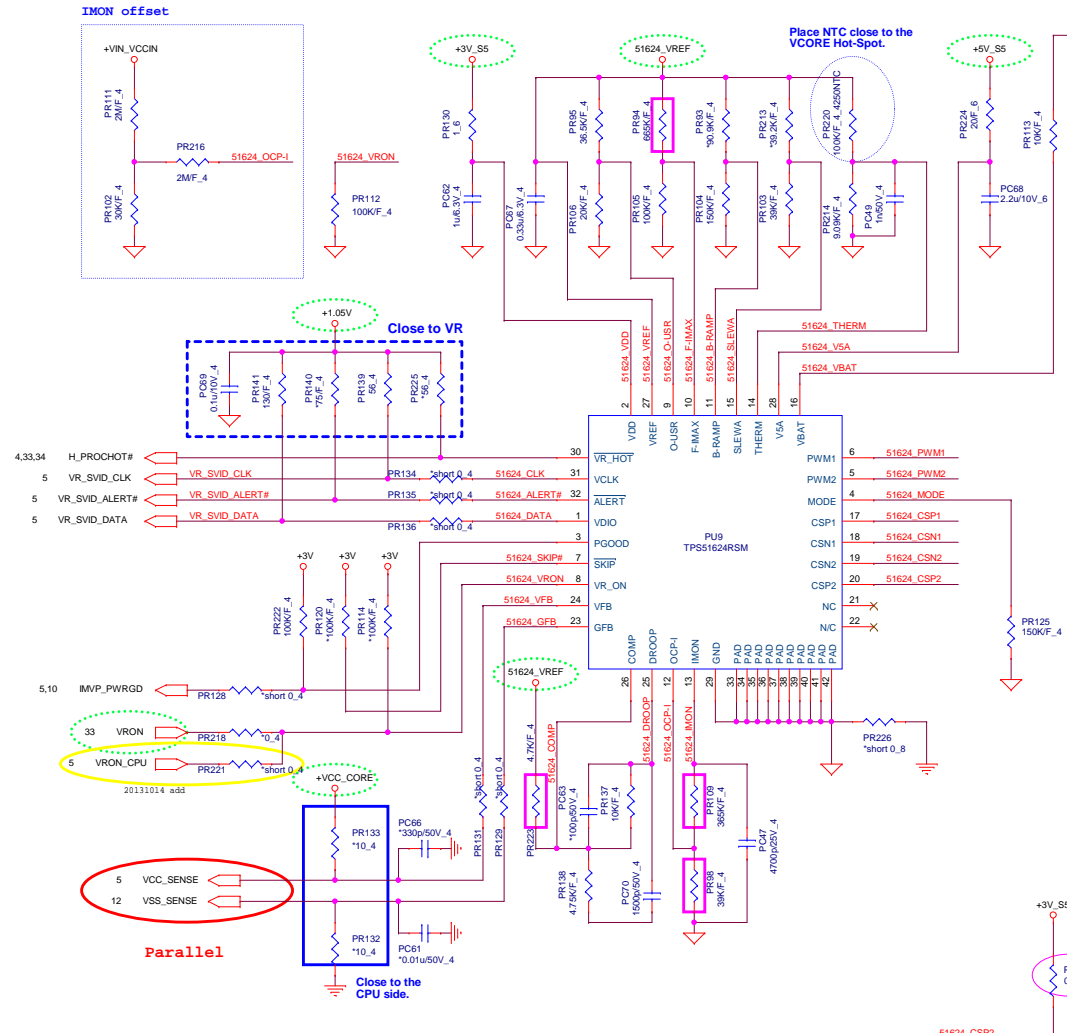 IMON offset
+VIN_VCCIN
PR111
2M/F_4
PR216
2M/F_4
51624_OCP-I
PR102
30K/F_4
51624_VRON
PR112
100K/F_4
+3V_S5
PR130
1_6
PC62
1u/6.3V_4
51624_VREF
PC67
0.33u/6.3V_4
PR95
36.5K/F_4
PR106
20K/F_4
PR94
665K/F_4
PR105
100K/F_4
PR93
*90.9K/F_4
PR104
150K/F_4
PR213
*39.2K/F_4
PR103
39K/F_4
Place NTC close to the
VCORE Hot-Spot.
PR220
100K/F_4_4250NTC
PR214
9.09K/F_4
PC49
1n/50V_4
+5V_S5
PR224
20/F_6
PC68
2.2u/10V_6
PR113
10K/F_4
+1.05V
Close to VR
PC69
0.1u/10V_4
PR141
130/F_4
PR140
*75/F_4
PR139
56_4
PR225
*56_4
51624_VDD
51624_VREF
51624_O-USR
51624_F-IMAX
51624_B-RAMP
51624_SLEWA
51624_THERM
51624_V5A
51624_VBAT
2
27
9
10
11
15
14
28
16
VDD
VREF
O-USR
F-IMAX
B-RAMP
SLEWA
THERM
V5A
VBAT
4,33,34 H_PROCHOT#
30 VR_HOT
5 VR_SVID_CLK VR_SVID_CLK PR134 *short 0_4 51624_CLK 31 VCLK
5 VR_SVID_ALERT# VR_SVID_ALERT# PR135 *short 0_4 51624_ALERT# 32 ALERT
5 VR_SVID_DATA VR_SVID_DATA PR136 *short 0_4 51624_DATA 1 VDIO
3 PGOOD
51624_SKIP# 7 SKIP
51624_VRON 8 VR_ON
51624_VFB 24 VFB
51624_GFB 23 GFB
PU9
TPS51624RSM
PWM1 6 51624_PWM1
PWM2 5 51624_PWM2
MODE 4 51624_MODE
CSP1 17 51624_CSP1
CSN1 18 51624_CSN1
CSN2 19 51624_CSN2
CSP2 20 51624_CSP2
NC 21
N/C 22
PR125
150K/F_4
+3V
+3V
+3V
PR222
100K/F_4
PR120
*100K/F_4
PR114
*100K/F_4
5,10 IMVP_PWRGD PR128 *short 0_4
33 VRON PR218 *0_4
5 VRON_CPU PR221 *short 0_4
20131014 add
COMP
DROOP
OCP-I
IMON
GND
PAD
PAD
PAD
PAD
PAD
PAD
PAD
PAD
PAD
PAD
26
25
12
13
29
33
34
35
36
37
38
39
40
41
42
51624_COMP
51624_DROOP
51624_OCP-I
51624_IMON
PR226
*short 0_8
51624_VREF
4.7K/F_4
PR223
*short 0_4
PR131
*short 0_4
PR129
PC63
*100p/50V_4
PR137
10K/F_4
PR138
4.75K/F_4
PC70
1500p/50V_4
PR109
365K/F_4
PR98
39K/F_4
PC47
4700p/25V_4
+VCC_CORE
PR133
*10_4
PC66
*330p/50V_4
5 VCC_SENSE
12 VSS_SENSE
Parallel
PR132
*10_4
PC61
*0.01u/50V_4
Close to the
CPU side.
+3V_S5
51624_CSP2